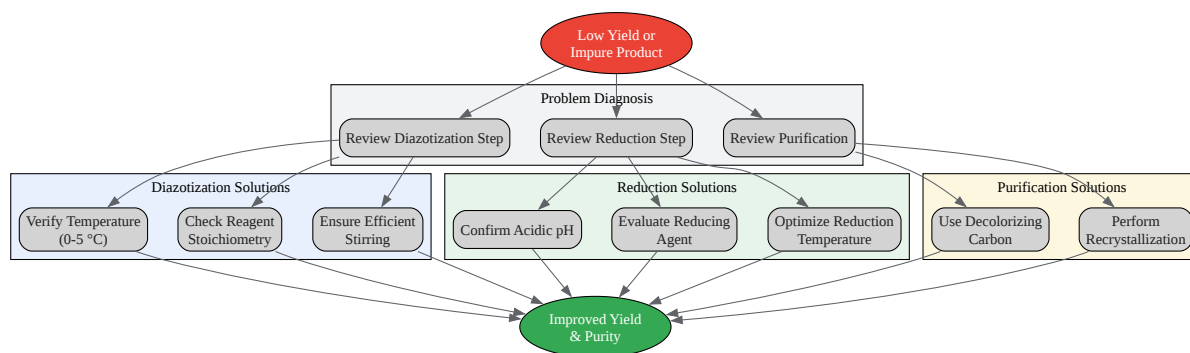 Low Yield or
Impure Product
Problem Diagnosis
Review Diazotization Step
Review Reduction Step
Review Purification
Diazotization Solutions
Verify Temperature
(0-5 °C)
Check Reagent
Stoichiometry
Ensure Efficient
Stirring
Reduction Solutions
Confirm Acidic pH
Evaluate Reducing
Agent
Optimize Reduction
Temperature
Purification Solutions
Use Decolorizing
Carbon
Perform
Recrystallization
Improved Yield
& Purity